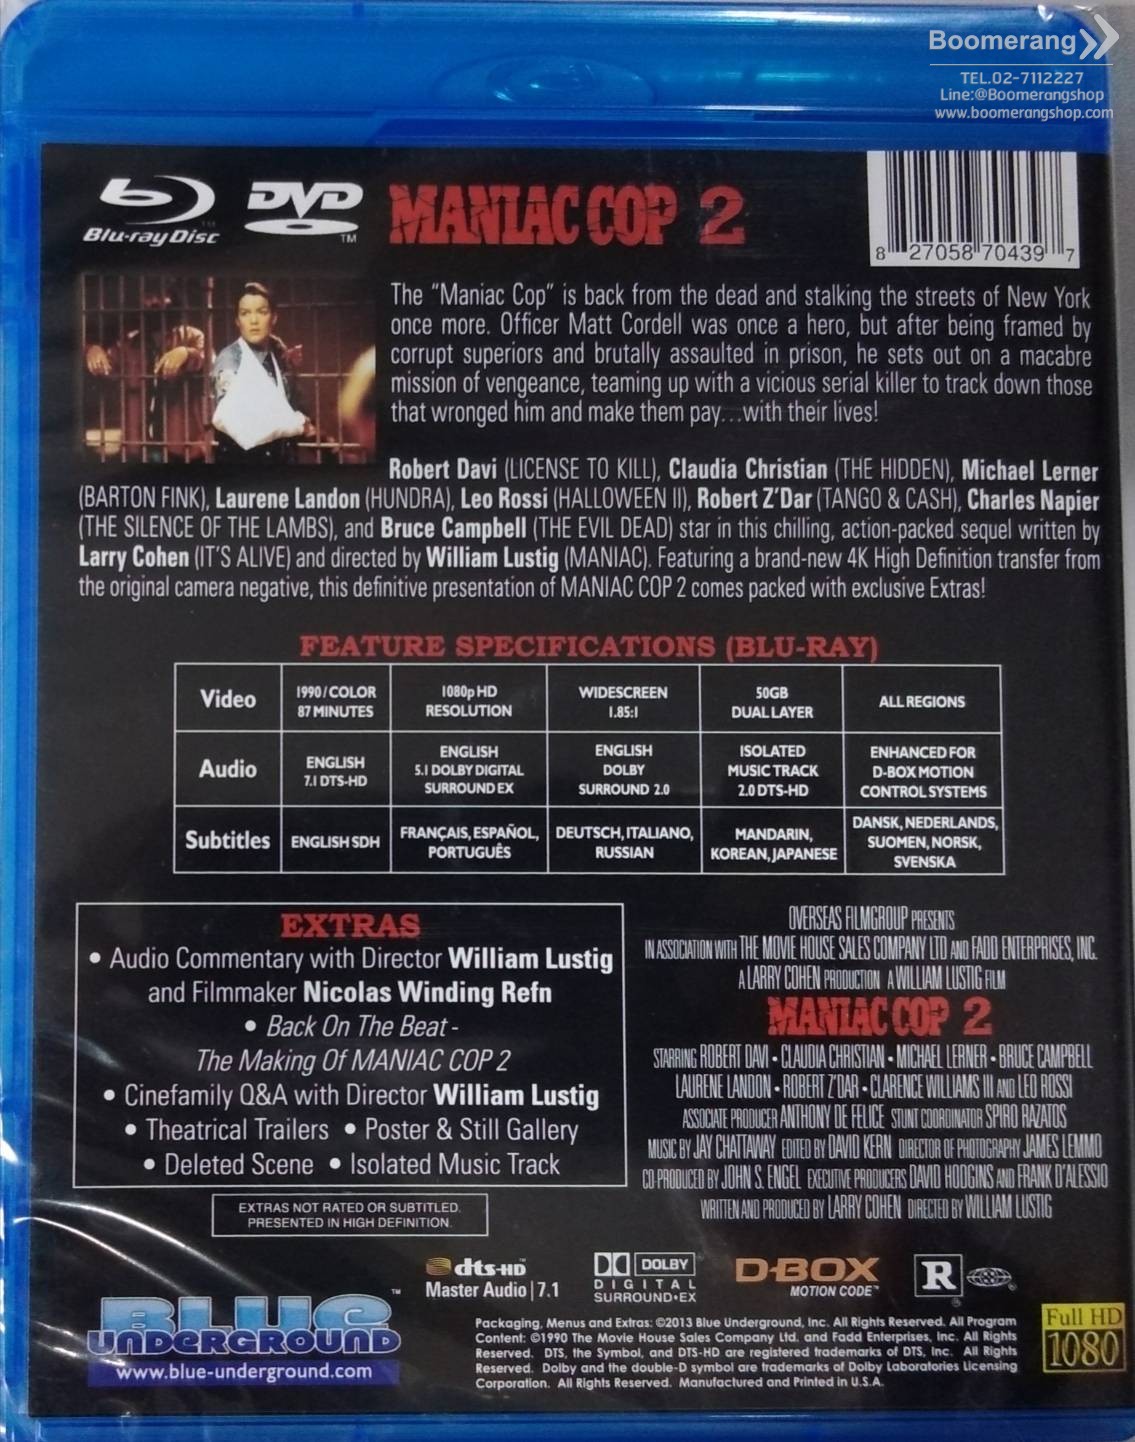 Boomerang
TEL.02-7112227
Line:@Boomerangshop
www.boomerangshop.com
Blu-ray Disc
DVD
TM
MANIAC COP 2
8 27058 70439 7
The "Maniac Cop" is back from the dead and stalking the streets of New York
once more. Officer Matt Cordell was once a hero, but after being framed by
corrupt superiors and brutally assaulted in prison, he sets out on a macabre
mission of vengeance, teaming up with a vicious serial killer to track down those
that wronged him and make them pay...with their lives!
Robert Davi (LICENSE TO KILL), Claudia Christian (THE HIDDEN), Michael Lerner
(BARTON FINK), Laurene Landon (HUNDRA), Leo Rossi (HALLOWEEN II), Robert Z'Dar (TANGO & CASH), Charles Napier
(THE SILENCE OF THE LAMBS), and Bruce Campbell (THE EVIL DEAD) star in this chilling, action-packed sequel written by
Larry Cohen (IT'S ALIVE) and directed by William Lustig (MANIAC). Featuring a brand-new 4K High Definition transfer from
the original camera negative, this definitive presentation of MANIAC COP 2 comes packed with exclusive Extras!
FEATURE SPECIFICATIONS (BLU-RAY)
Video
1990/COLOR
87 MINUTES
1080p HD
RESOLUTION
WIDESCREEN
1.85:1
50GB
DUAL LAYER
ALL REGIONS
Audio
ENGLISH
7.1 DTS-HD
ENGLISH
5.1 DOLBY DIGITAL
SURROUND EX
ENGLISH
DOLBY
SURROUND 2.0
ISOLATED
MUSIC TRACK
2.0 DTS-HD
ENHANCED FOR
D-BOX MOTION
CONTROL SYSTEMS
Subtitles
ENGLISH SDH
FRANÇAIS, ESPAÑOL,
PORTUGUÊS
DEUTSCH, ITALIANO,
RUSSIAN
MANDARIN,
KOREAN, JAPANESE
DANSK, NEDERLANDS,
SUOMEN, NORSK,
SVENSKA
EXTRAS
• Audio Commentary with Director William Lustig
and Filmmaker Nicolas Winding Refn
• Back On The Beat -
The Making Of MANIAC COP 2
• Cinefamily Q&A with Director William Lustig
• Theatrical Trailers • Poster & Still Gallery
• Deleted Scene • Isolated Music Track
EXTRAS NOT RATED OR SUBTITLED.
PRESENTED IN HIGH DEFINITION.
OVERSEAS FILMGROUP PRESENTS
IN ASSOCIATION WITH THE MOVIE HOUSE SALES COMPANY LTD AND FADD ENTERPRISES, INC.
A LARRY COHEN PRODUCTION A WILLIAM LUSTIG FILM
MANIAC COP 2
STARRING ROBERT DAVI • CLAUDIA CHRISTIAN • MICHAEL LERNER • BRUCE CAMPBELL
LAURENE LANDON • ROBERT Z'DAR • CLARENCE WILLIAMS III AND LEO ROSSI
ASSOCIATE PRODUCER ANTHONY DE FELICE STUNT COORDINATOR SPIRO RAZATOS
MUSIC BY JAY CHATTAWAY EDITED BY DAVID KERN DIRECTOR OF PHOTOGRAPHY JAMES LEMMO
CO-PRODUCED BY JOHN S. ENGEL EXECUTIVE PRODUCERS DAVID HODGINS AND FRANK D'ALESSIO
WRITTEN AND PRODUCED BY LARRY COHEN DIRECTED BY WILLIAM LUSTIG
dts-HD
Master Audio | 7.1
DOLBY
DIGITAL
SURROUND•EX
D-BOX
MOTION CODE™
R
BLUE
UNDERGROUND
TM
www.blue-underground.com
Packaging, Menus and Extras: ©2013 Blue Underground, Inc. All Rights Reserved. All Program
Content: ©1990 The Movie House Sales Company Ltd. and Fadd Enterprises, Inc. All Rights
Reserved. DTS, the Symbol, and DTS-HD are registered trademarks of DTS, Inc. All Rights
Reserved. Dolby and the double-D symbol are trademarks of Dolby Laboratories Licensing
Corporation. All Rights Reserved. Manufactured and Printed in U.S.A.
Full HD
1080